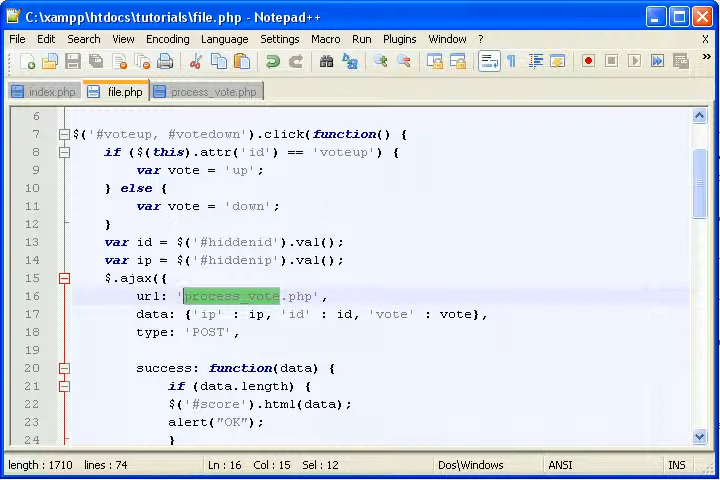 C:\xampp\htdocs\tutorials\file.php - Notepad++
File Edit Search View Encoding Language Settings Macro Run Plugins Window ? X
index.php file.php process_vote.php
6
7 $('#voteup, #votedown').click(function() {
8 if ($(this).attr('id') == 'voteup') {
9 var vote = 'up';
10 } else {
11 var vote = 'down';
12 }
13 var id = $('#hiddenid').val();
14 var ip = $('#hiddenip').val();
15 $.ajax({
16 url: 'process_vote.php',
17 data: {'ip' : ip, 'id' : id, 'vote' : vote},
18 type: 'POST',
19
20 success: function(data) {
21 if (data.length) {
22 $('#score').html(data);
23 alert("OK");
24 }
length : 1710 lines : 74 Ln : 16 Col : 15 Sel : 12 Dos\Windows ANSI INS